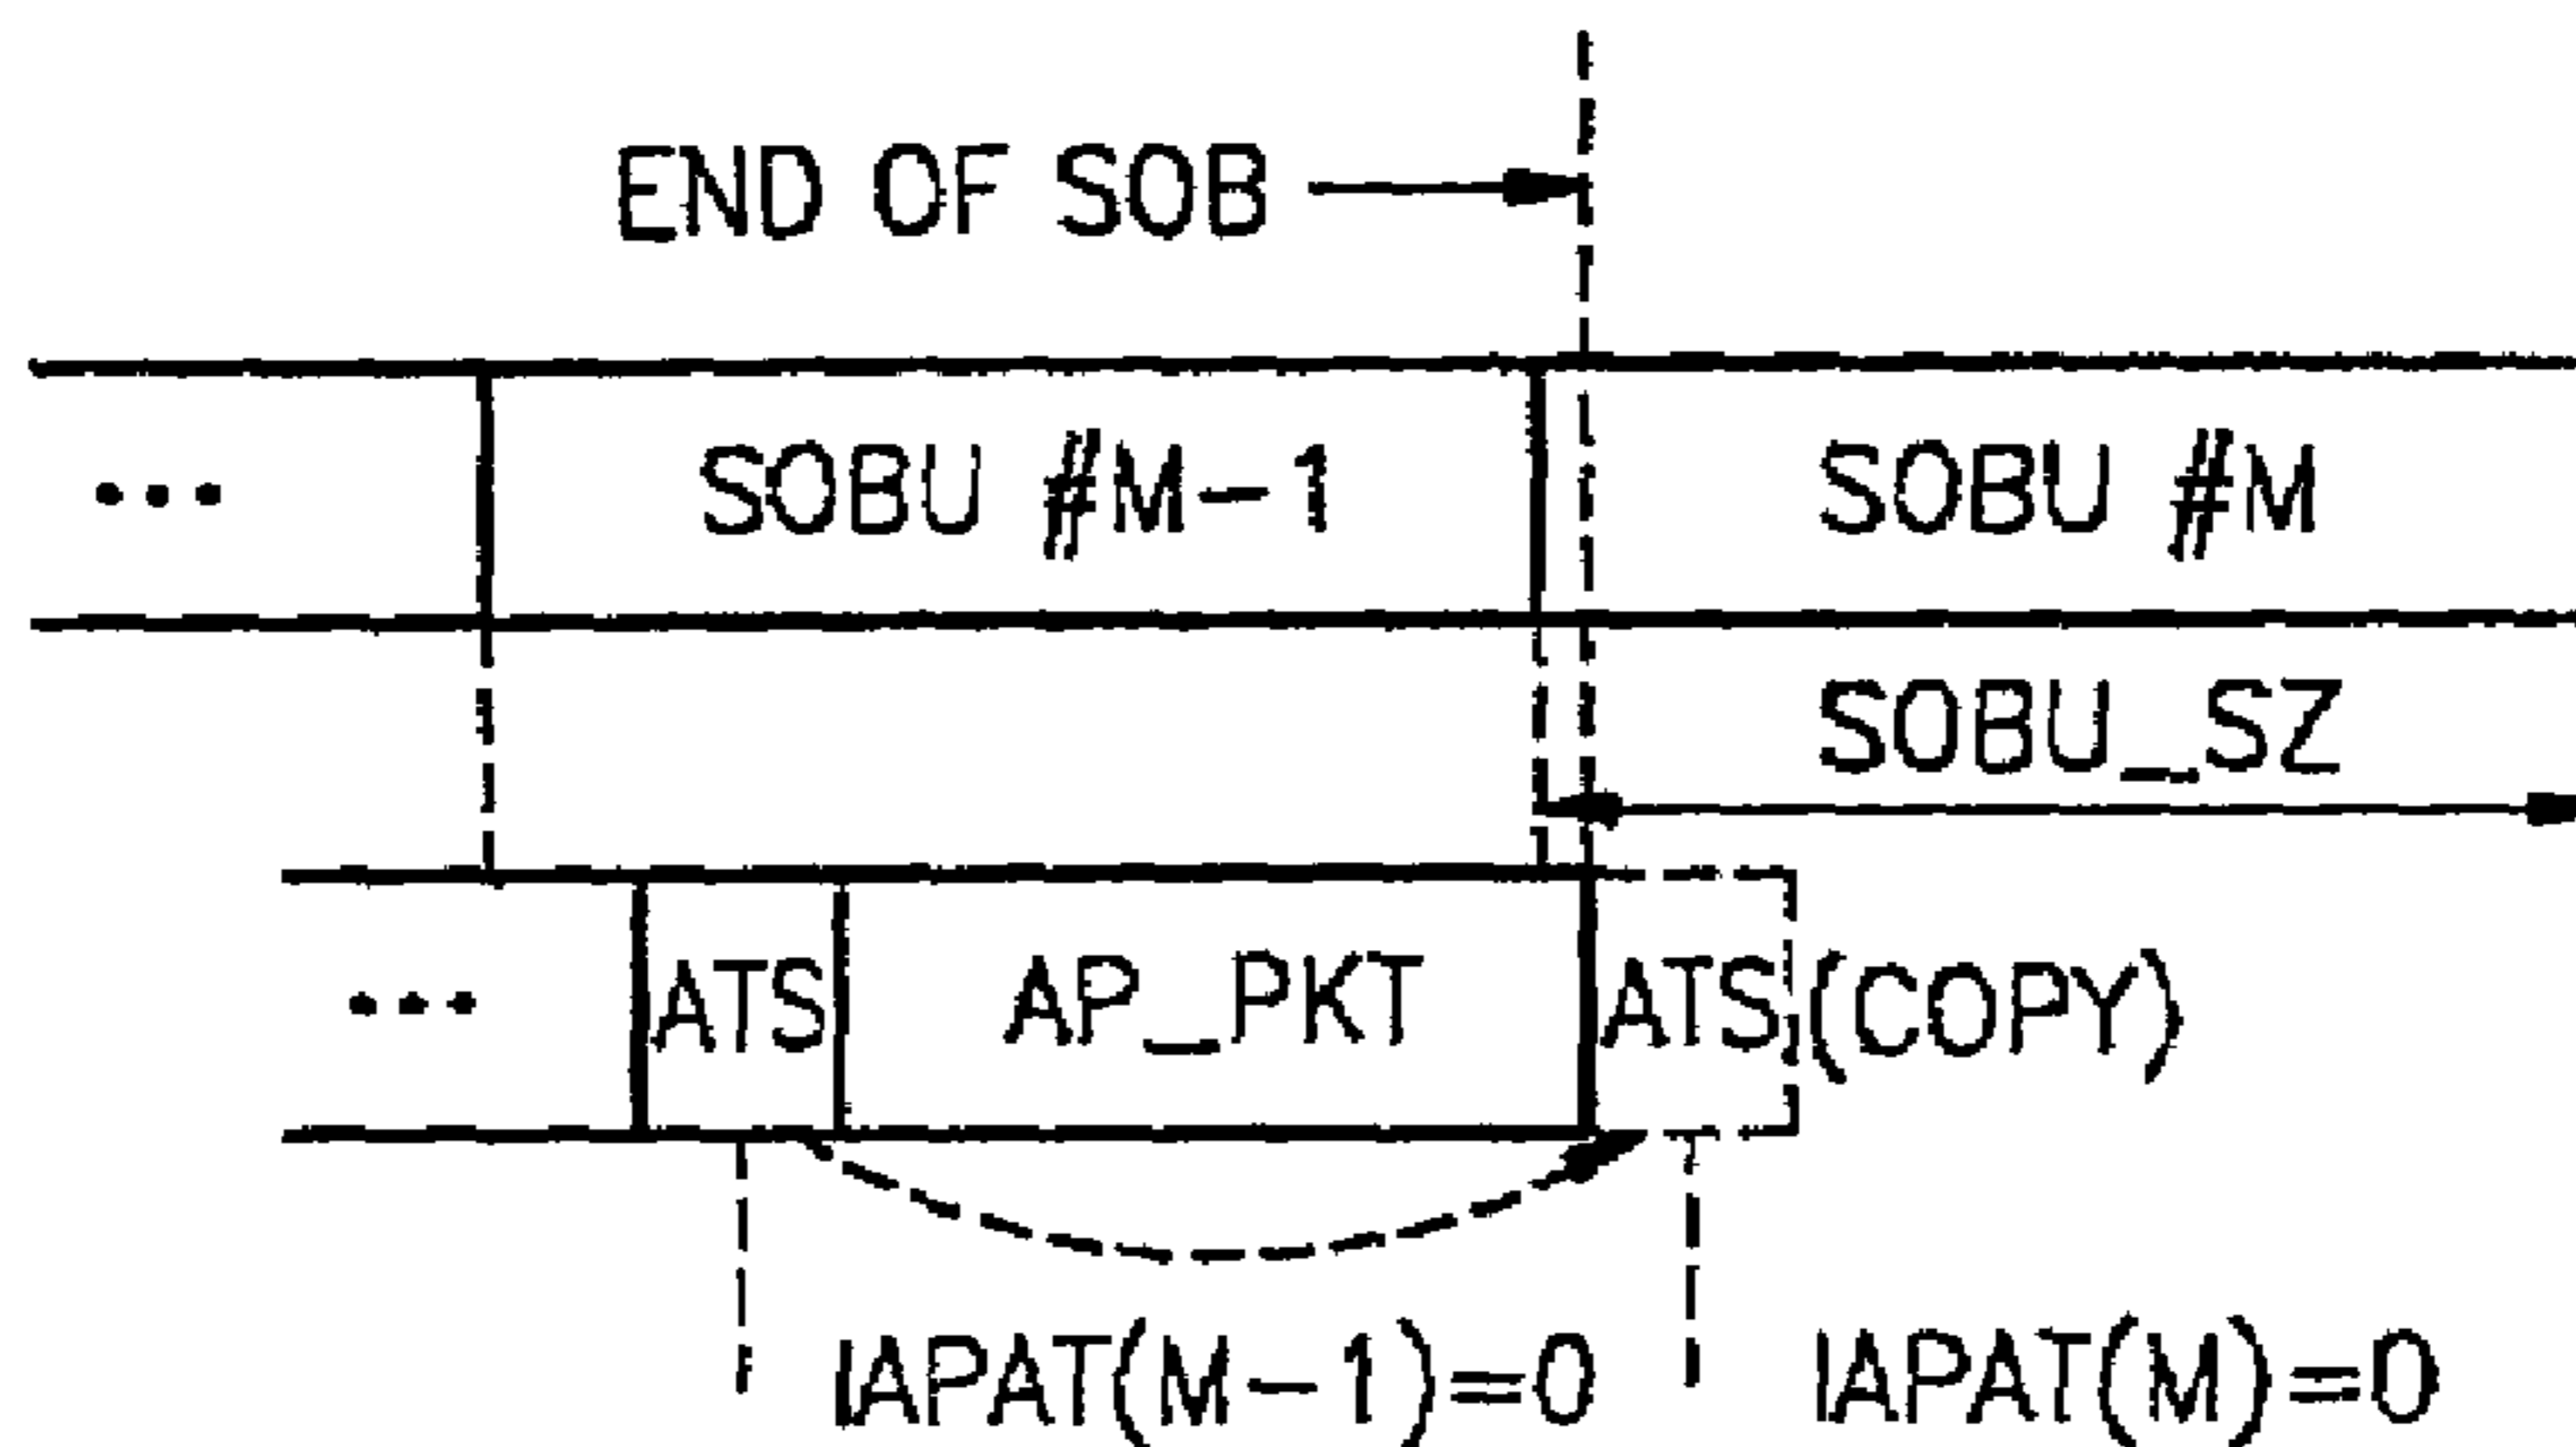 END OF SOB
... SOBU #M-1 SOBU #M
SOBU_SZ
... ATS AP_PKT ATS (COPY)
IAPAT(M-1)=0 IAPAT(M)=0